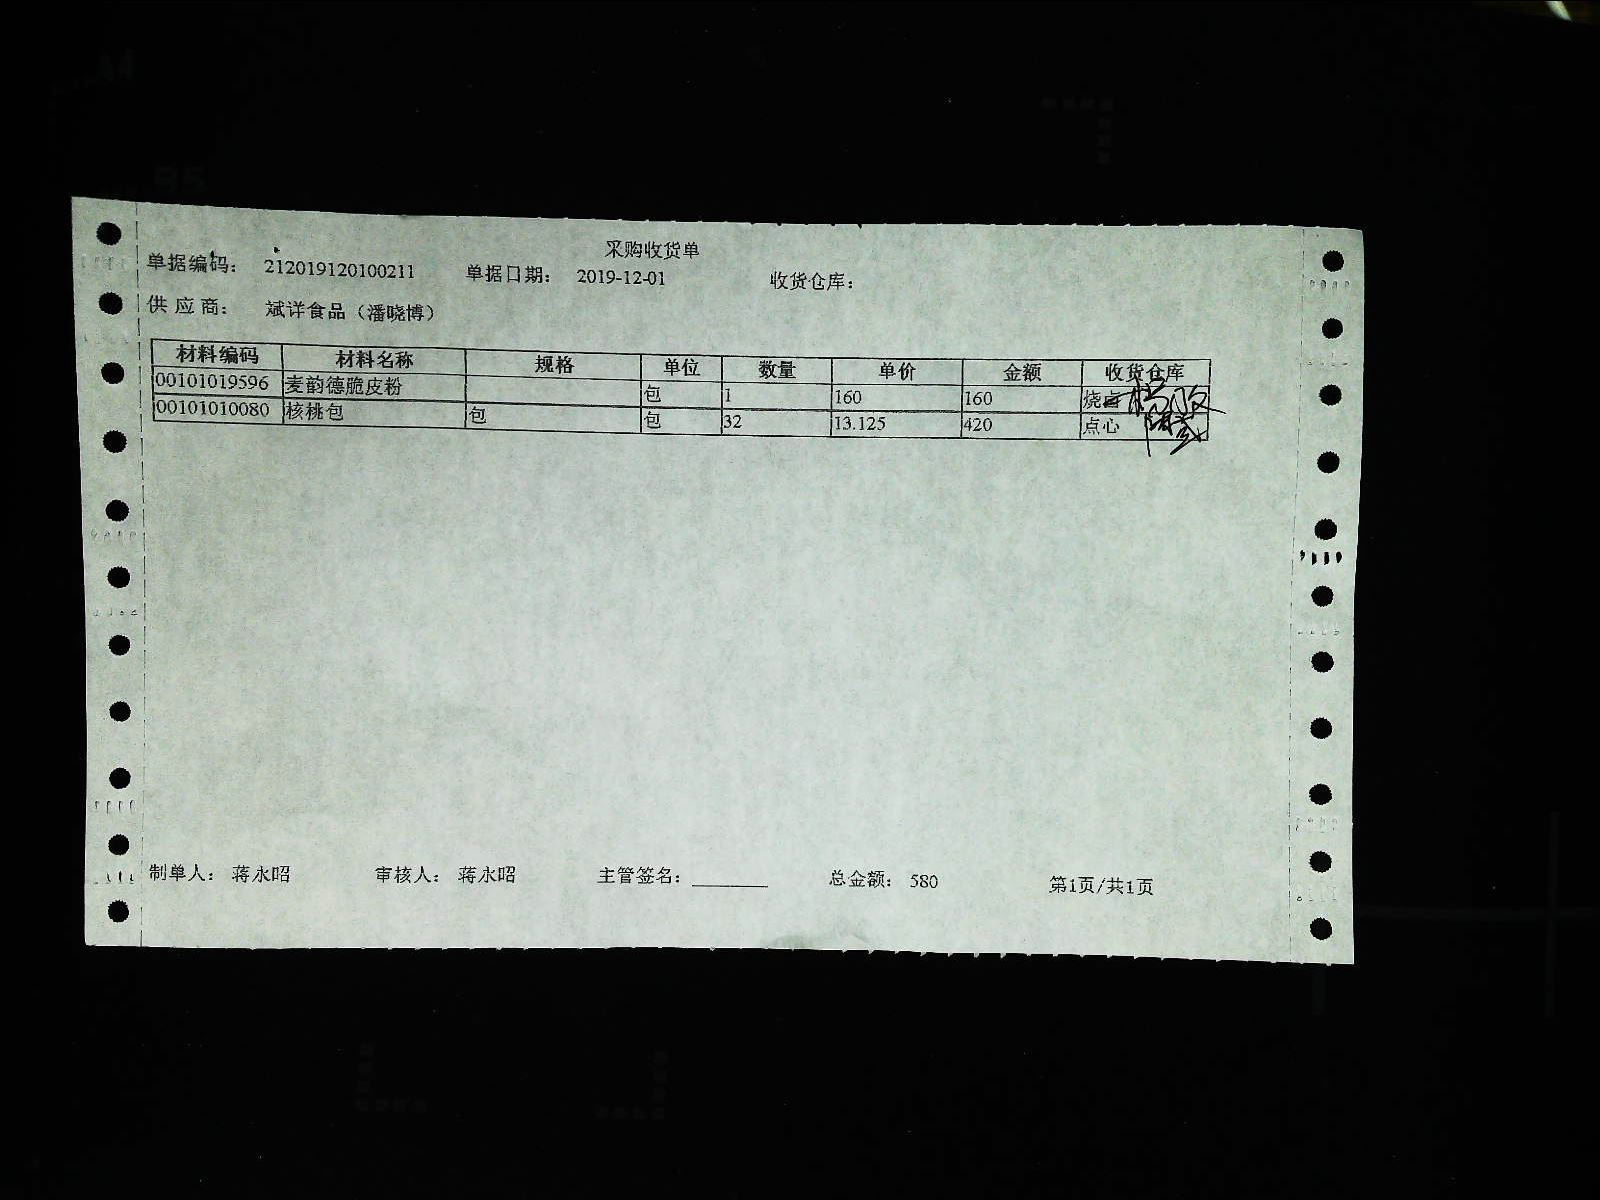 采购收货单
单据编码: 212019120100211 单据日期: 2019-12-01 收货仓库:
供应商: 斌详食品（潘晓博）
材料编码 材料名称 规格 单位 数量 单价 金额 收货仓库
00101019596 麦韵德脆皮粉 包 1 160 160 烧卤
00101010080 核桃包 包 包 32 13.125 420 点心
制单人: 蒋永昭 审核人: 蒋永昭 主管签名: 总金额: 580 第1页/共1页